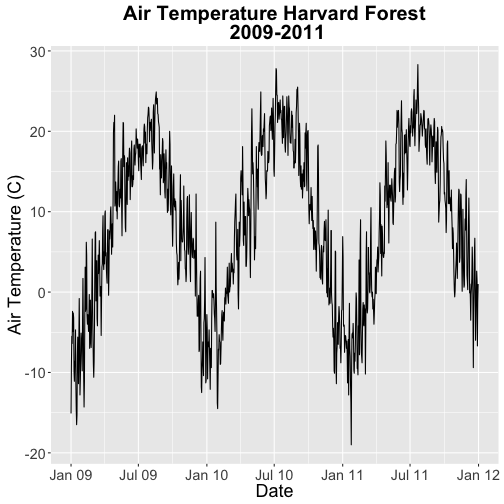 Air Temperature Harvard Forest
2009-2011
30
20
10
0
-10
-20
Air Temperature (C)
Jan 09 Jul 09 Jan 10 Jul 10 Jan 11 Jul 11 Jan 12
Date